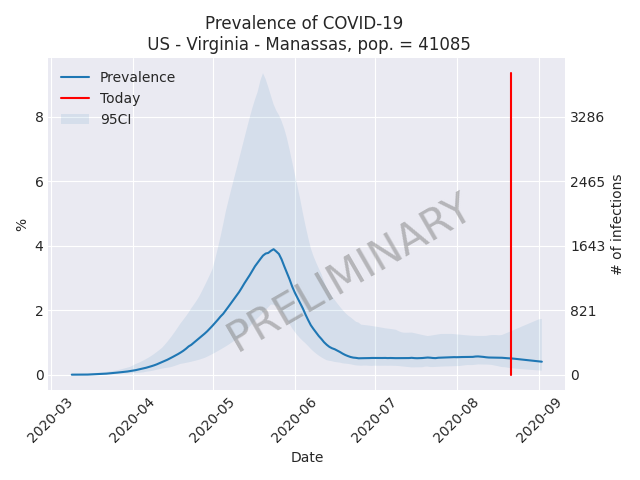 Prevalence of COVID-19
US - Virginia - Manassas, pop. = 41085
Prevalence
Today
95CI
8
6
4
2
0
%
3286
2465
1643
821
0
# of infections
PRELIMINARY
2020-03
2020-04
2020-05
2020-06
2020-07
2020-08
2020-09
Date